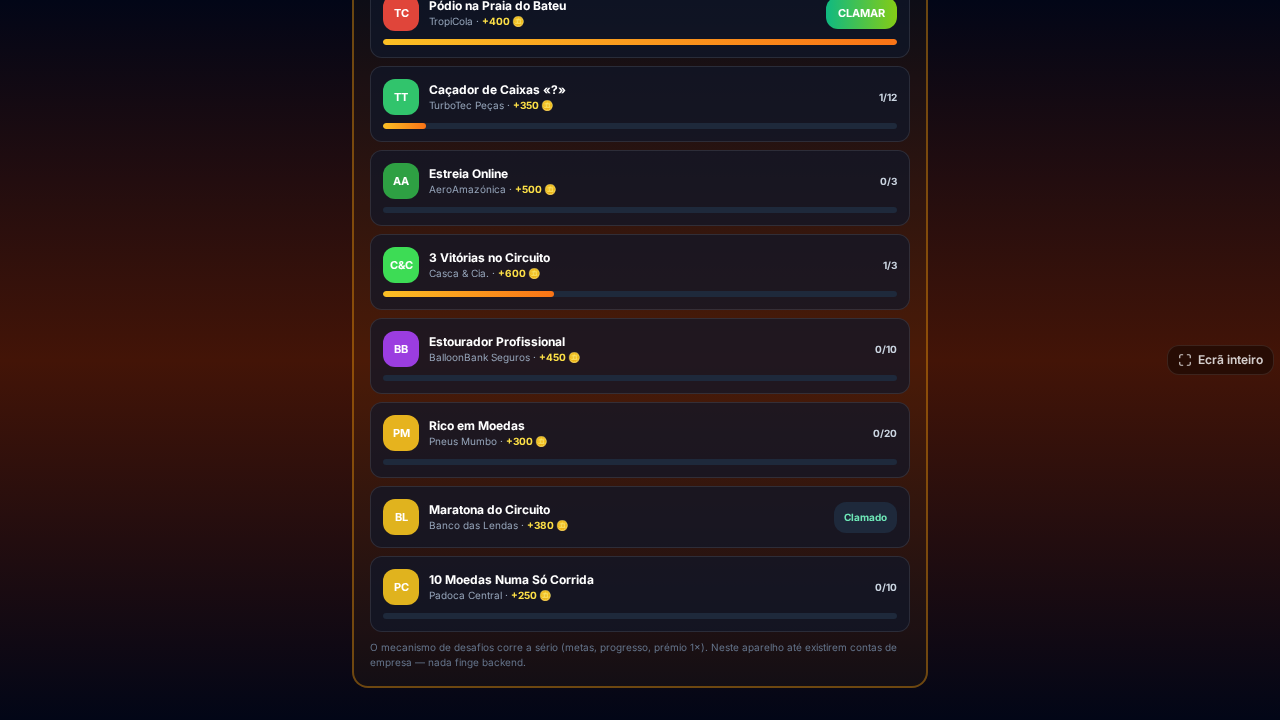 TC
Pódio na Praia do Bateu
TropiCola · +400
CLAMAR
TT
Caçador de Caixas «?»
TurboTec Peças · +350
1/12
AA
Estreia Online
AeroAmazónica · +500
0/3
C&C
3 Vitórias no Circuito
Casca & Cia. · +600
1/3
BB
Estourador Profissional
BalloonBank Seguros · +450
0/10
PM
Rico em Moedas
Pneus Mumbo · +300
0/20
BL
Maratona do Circuito
Banco das Lendas · +380
Clamado
PC
10 Moedas Numa Só Corrida
Padoca Central · +250
0/10
O mecanismo de desafios corre a sério (metas, progresso, prémio 1×). Neste aparelho até existirem contas de
empresa — nada finge backend.
Ecrã inteiro